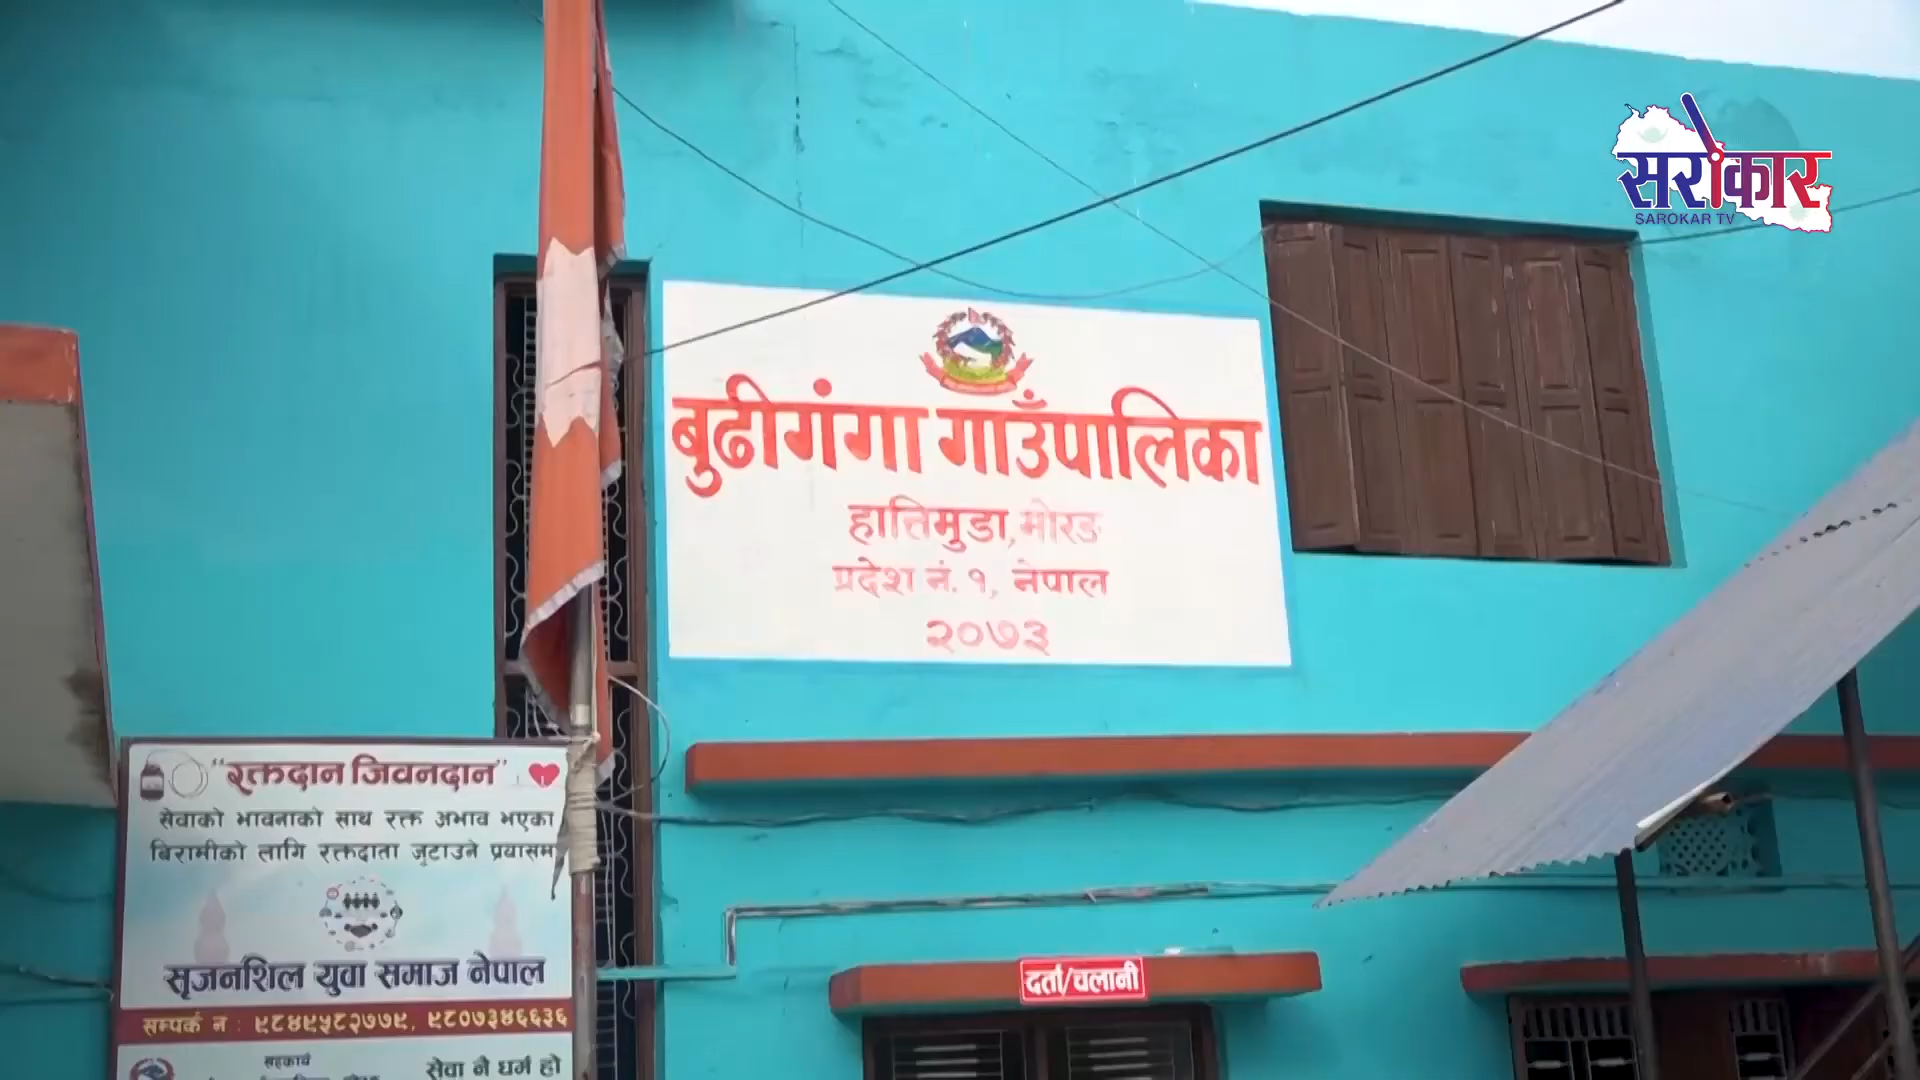 सरोकार
SAROKAR TV
बुढीगंगा गाउँपालिका
हात्तिमुडा, मोरङ
प्रदेश नं. १, नेपाल
२०७३
"रक्तदान जिवनदान"
सेवाको भावनाको साथ रक्त अभाव भएका
बिरामीको लागि रक्तदाता जुटाउने प्रयासमा
सृजनशिल युवा समाज नेपाल
सम्पर्क न : ९८४९५८२७७९, ९८०७३४६६३६
सहकार्य
सेवा नै धर्म हो
दर्ता/चलानी